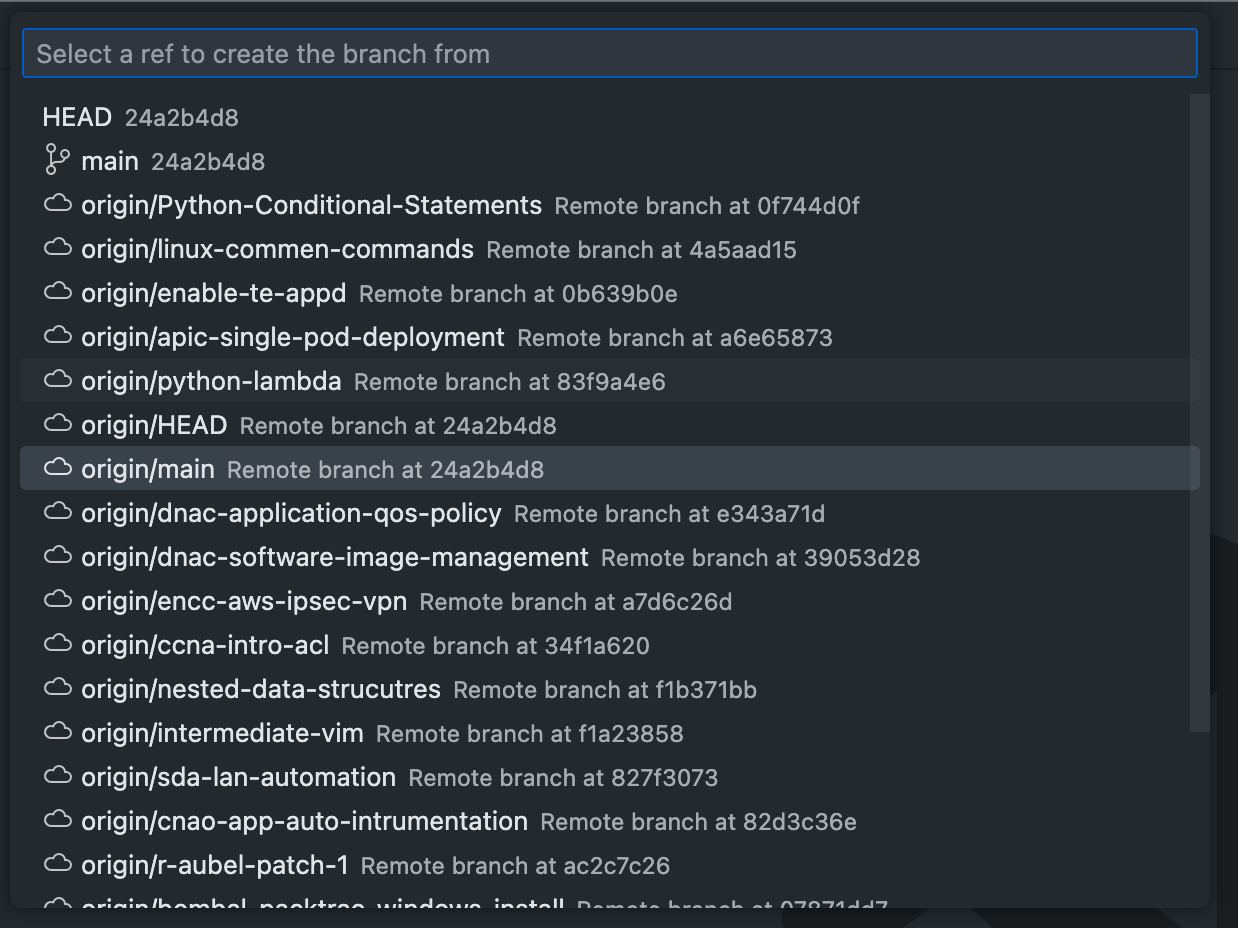 Select a ref to create the branch from
HEAD 24a2b4d8
main 24a2b4d8
origin/Python-Conditional-Statements Remote branch at 0f744d0f
origin/linux-commen-commands Remote branch at 4a5aad15
origin/enable-te-appd Remote branch at 0b639b0e
origin/apic-single-pod-deployment Remote branch at a6e65873
origin/python-lambda Remote branch at 83f9a4e6
origin/HEAD Remote branch at 24a2b4d8
origin/main Remote branch at 24a2b4d8
origin/dnac-application-qos-policy Remote branch at e343a71d
origin/dnac-software-image-management Remote branch at 39053d28
origin/encc-aws-ipsec-vpn Remote branch at a7d6c26d
origin/ccna-intro-acl Remote branch at 34f1a620
origin/nested-data-strucutres Remote branch at f1b371bb
origin/intermediate-vim Remote branch at f1a23858
origin/sda-lan-automation Remote branch at 827f3073
origin/cnao-app-auto-intrumentation Remote branch at 82d3c36e
origin/r-aubel-patch-1 Remote branch at ac2c7c26
Remote branch at